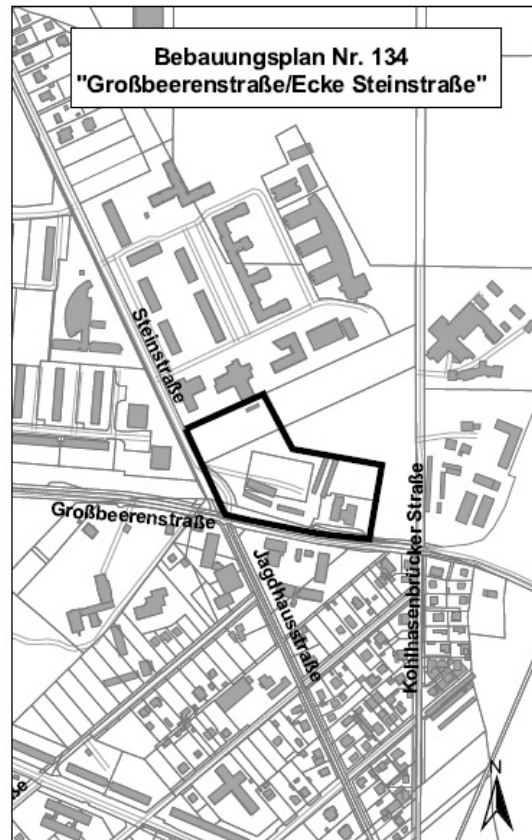 Bebauungsplan Nr. 134
"Großbeerenstraße/Ecke Steinstraße"
Steinstraße
Großbeerenstraße
Jagdhausstraße
Kohlhasenbrücker Straße
N